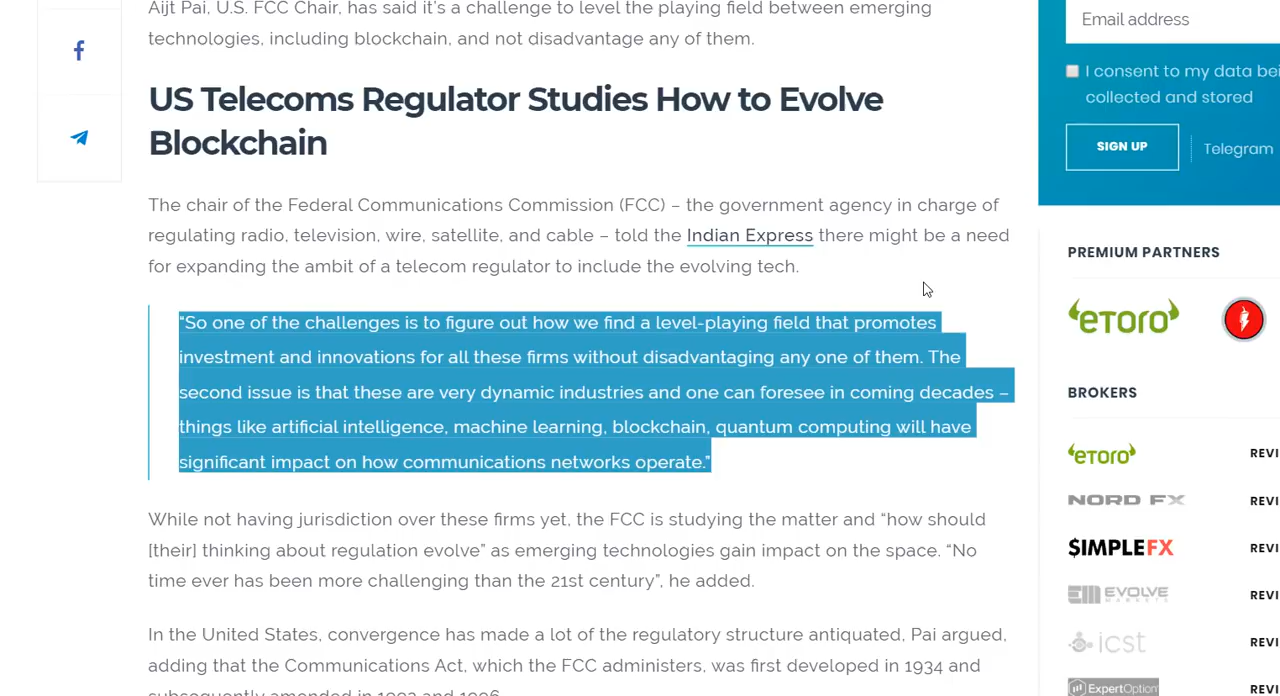 Aijt Pai, U.S. FCC Chair, has said it's a challenge to level the playing field between emerging
technologies, including blockchain, and not disadvantage any of them.
US Telecoms Regulator Studies How to Evolve
Blockchain
The chair of the Federal Communications Commission (FCC) – the government agency in charge of
regulating radio, television, wire, satellite, and cable – told the Indian Express there might be a need
for expanding the ambit of a telecom regulator to include the evolving tech.
"So one of the challenges is to figure out how we find a level-playing field that promotes
investment and innovations for all these firms without disadvantaging any one of them. The
second issue is that these are very dynamic industries and one can foresee in coming decades –
things like artificial intelligence, machine learning, blockchain, quantum computing will have
significant impact on how communications networks operate."
While not having jurisdiction over these firms yet, the FCC is studying the matter and “how should
[their] thinking about regulation evolve” as emerging technologies gain impact on the space. “No
time ever has been more challenging than the 21st century”, he added.
In the United States, convergence has made a lot of the regulatory structure antiquated, Pai argued,
adding that the Communications Act, which the FCC administers, was first developed in 1934 and
subsequently amended in 1992 and 1996.
Email address
I consent to my data bei
collected and stored
SIGN UP
Telegram
PREMIUM PARTNERS
eToro
BROKERS
eToro REVI
NORD FX REVI
SIMPLEFX REVI
EVOLVE MARKETS REVI
icst REVI
ExpertOption REVI